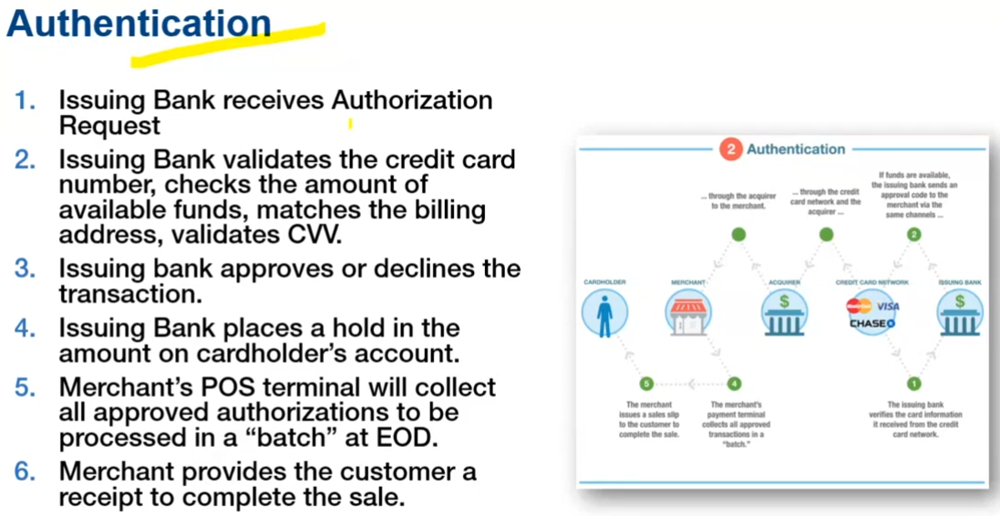 Authentication
1. Issuing Bank receives Authorization
Request
2. Issuing Bank validates the credit card
number, checks the amount of
available funds, matches the billing
address, validates CVV.
3. Issuing bank approves or declines the
transaction.
4. Issuing Bank places a hold in the
amount on cardholder's account.
5. Merchant's POS terminal will collect
all approved authorizations to be
processed in a “batch” at EOD.
6. Merchant provides the customer a
receipt to complete the sale.
2 Authentication
... through the acquirer
to the merchant.
... through the credit
card network and the
acquirer ...
If funds are available,
the issuing bank sends an
approval code to the
merchant via the
same channels ...
2
CARDHOLDER
MERCHANT
ACQUIRER
CREDIT CARD NETWORK
ISSUING BANK
$
MasterCard
VISA
CHASE
$
5
4
1
The merchant
issues a sales slip
to the customer to
complete the sale.
The merchant's
payment terminal
collects all approved
transactions in a
“batch.”
The issuing bank
verifies the card information
it received from the credit
card network.